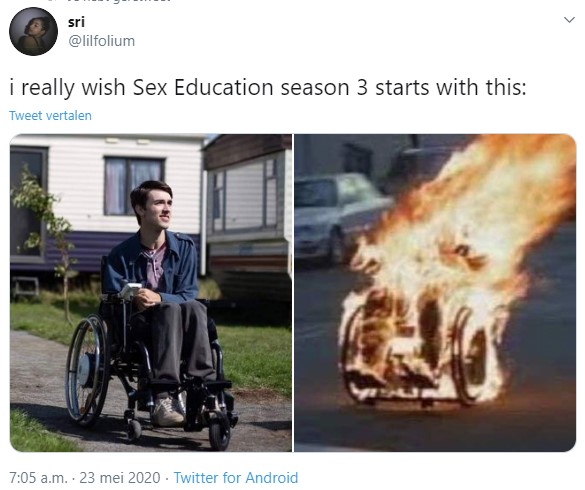 sri
@lilfolium
i really wish Sex Education season 3 starts with this:
Tweet vertalen
7:05 a.m. · 23 mei 2020 · Twitter for Android